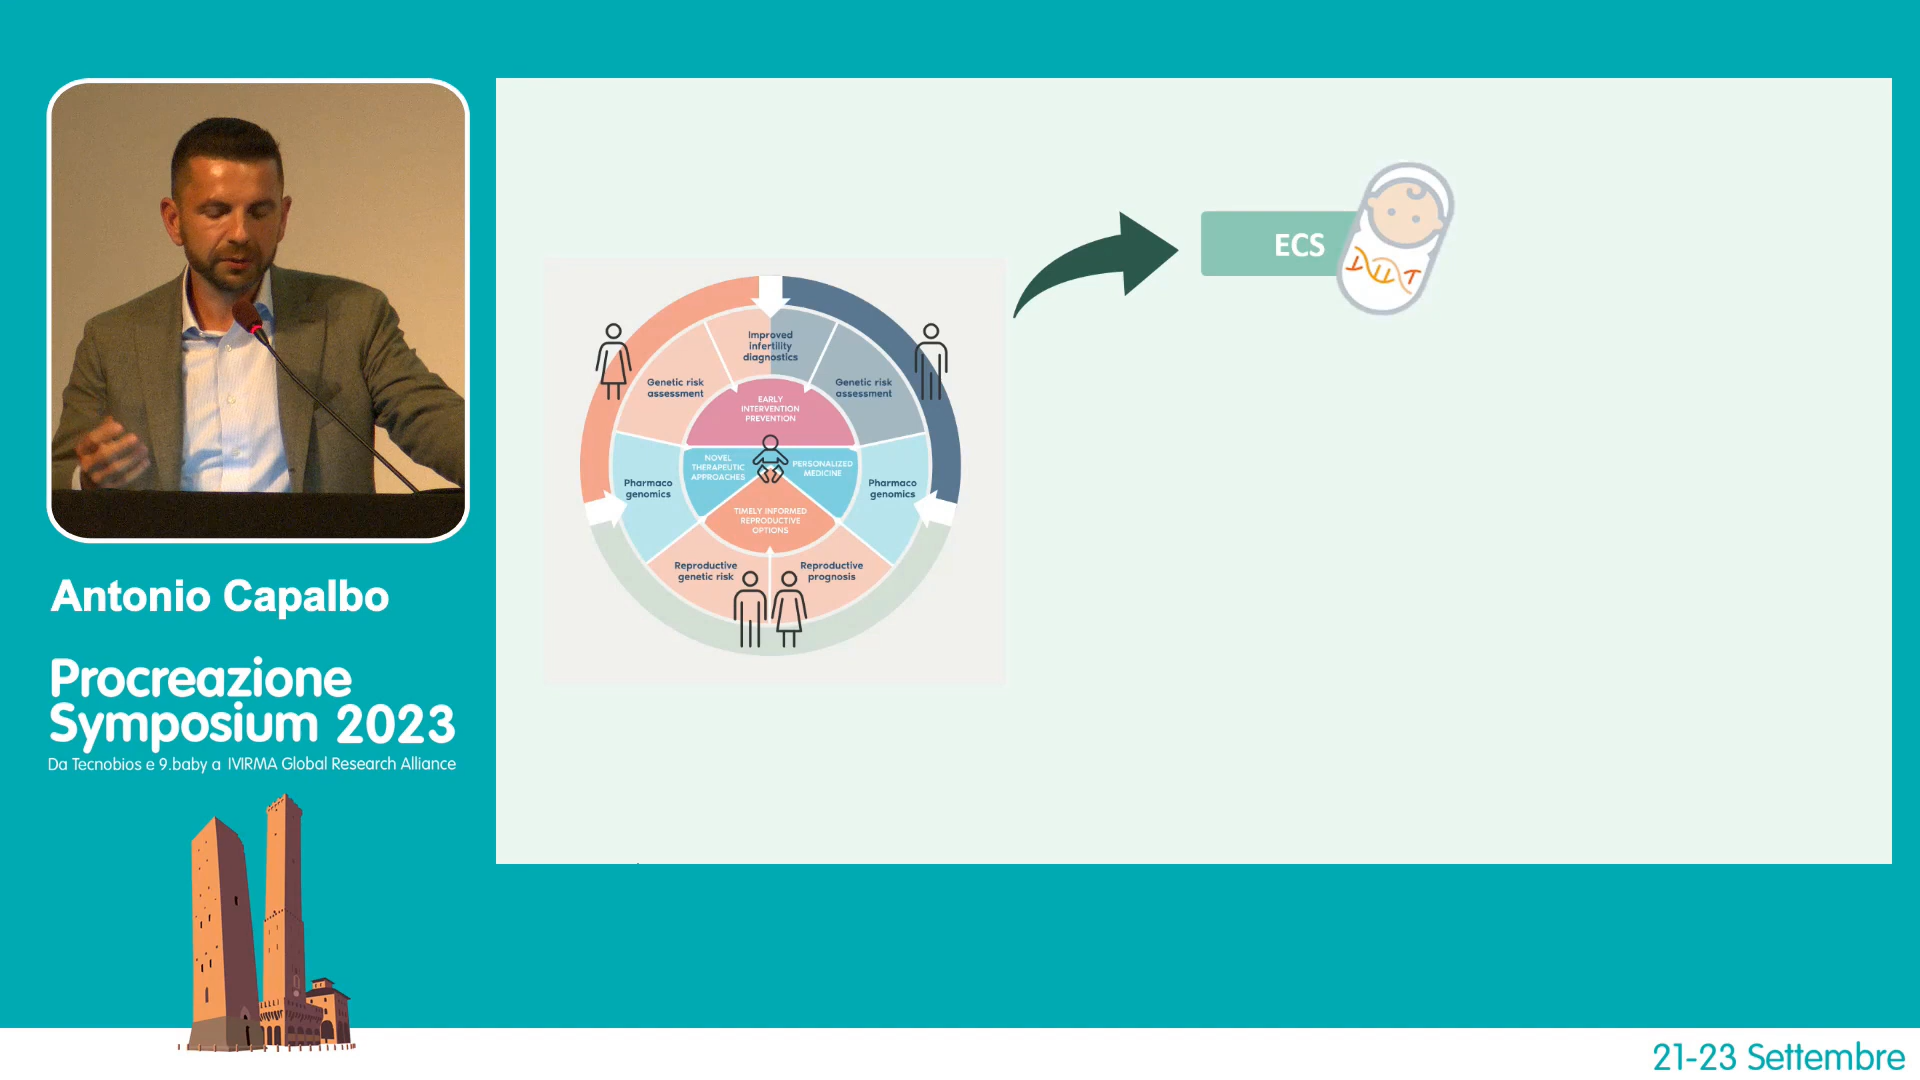 Antonio Capalbo
Procreazione
Symposium 2023
Da Tecnobios e 9.baby a IVIRMA Global Research Alliance
ECS
Improved
infertility
diagnostics
Genetic risk
assessment
Genetic risk
assessment
EARLY
INTERVENTION
PREVENTION
NOVEL
THERAPEUTIC
APPROACHES
PERSONALIZED
MEDICINE
Pharmaco
genomics
Pharmaco
genomics
TIMELY INFORMED
REPRODUCTIVE
OPTIONS
Reproductive
genetic risk
Reproductive
prognosis
21-23 Settembre